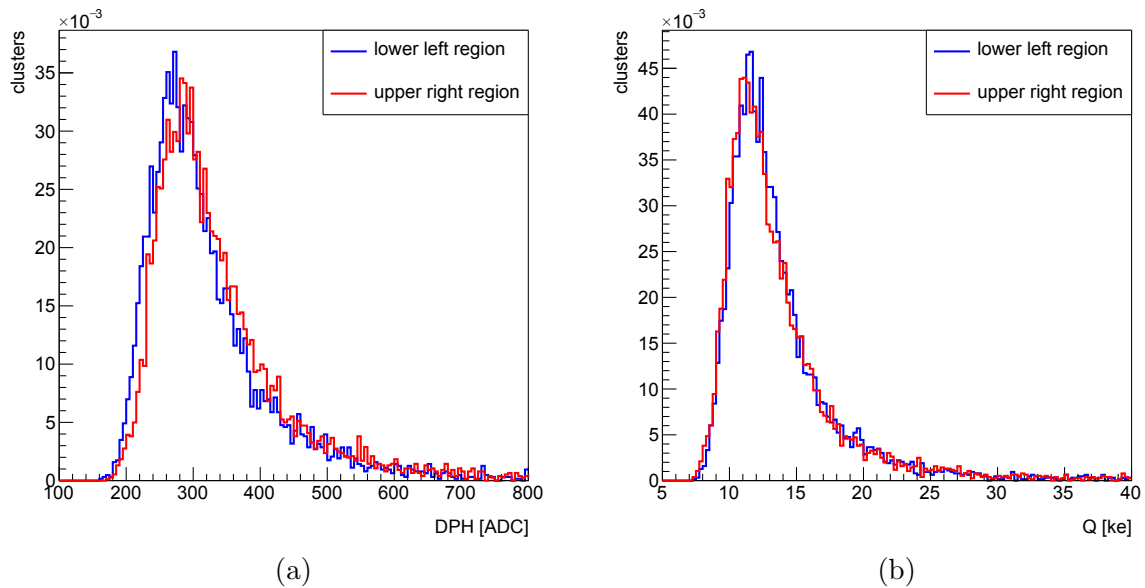 ×10⁻³
clusters
35
30
25
20
15
10
5
0
100 200 300 400 500 600 700 800
DPH [ADC]
lower left region
upper right region
(a)
×10⁻³
clusters
45
40
35
30
25
20
15
10
5
0
5 10 15 20 25 30 35 40
Q [ke]
lower left region
upper right region
(b)